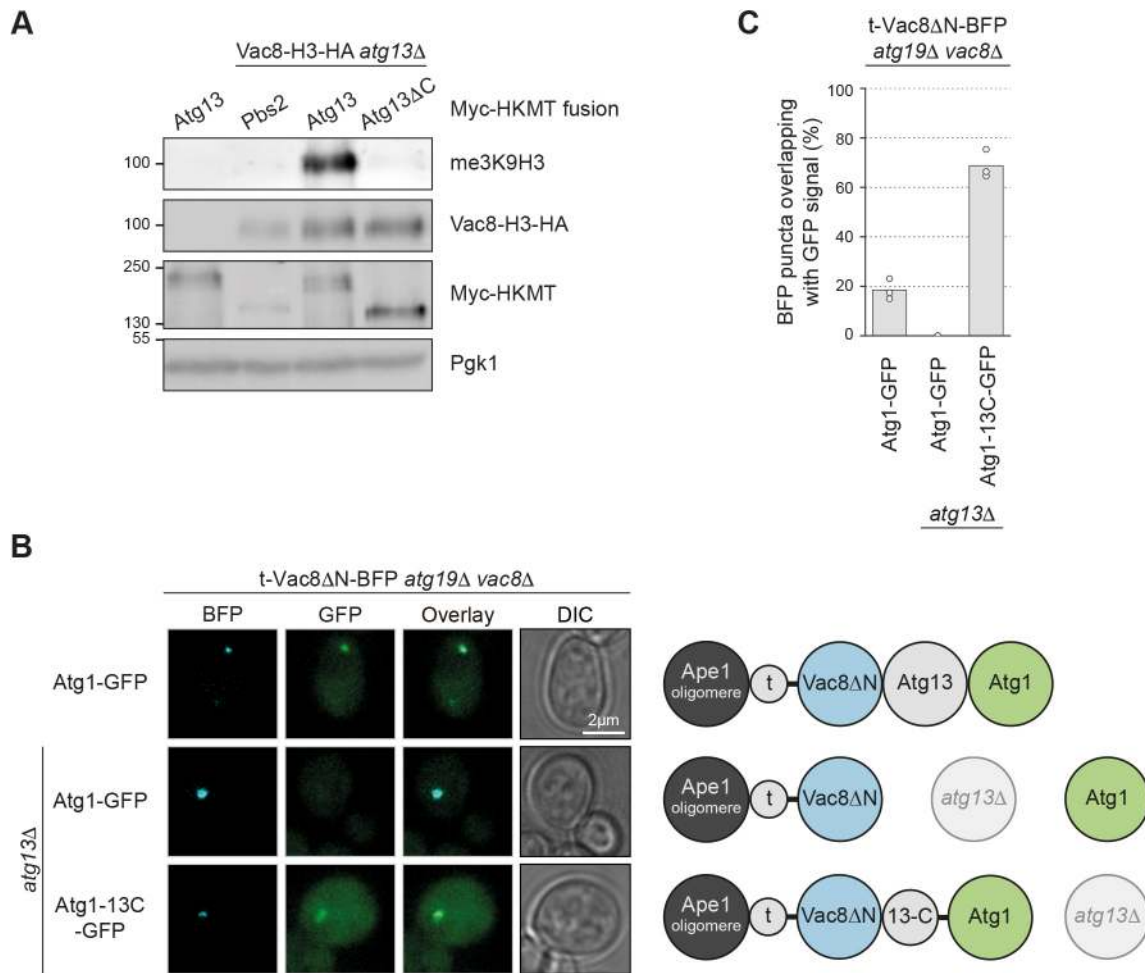 A
Vac8-H3-HA atg13Δ
Atg13 Pbs2 Atg13 Atg13ΔC Myc-HKMT fusion
100 me3K9H3
100 Vac8-H3-HA
250
130 Myc-HKMT
55
Pgk1
C
t-Vac8ΔN-BFP
atg19Δ vac8Δ
BFP puncta overlapping
with GFP signal (%)
100
80
60
40
20
0
Atg1-GFP
Atg1-GFP
Atg1-13C-GFP
atg13Δ
B
t-Vac8ΔN-BFP atg19Δ vac8Δ
BFP GFP Overlay DIC
Atg1-GFP
2µm
Ape1 t Vac8ΔN Atg13 Atg1
oligomere
atg13Δ
Atg1-GFP
Ape1 t Vac8ΔN atg13Δ Atg1
oligomere
Atg1-13C
-GFP
Ape1 t Vac8ΔN 13-C Atg1 atg13Δ
oligomere